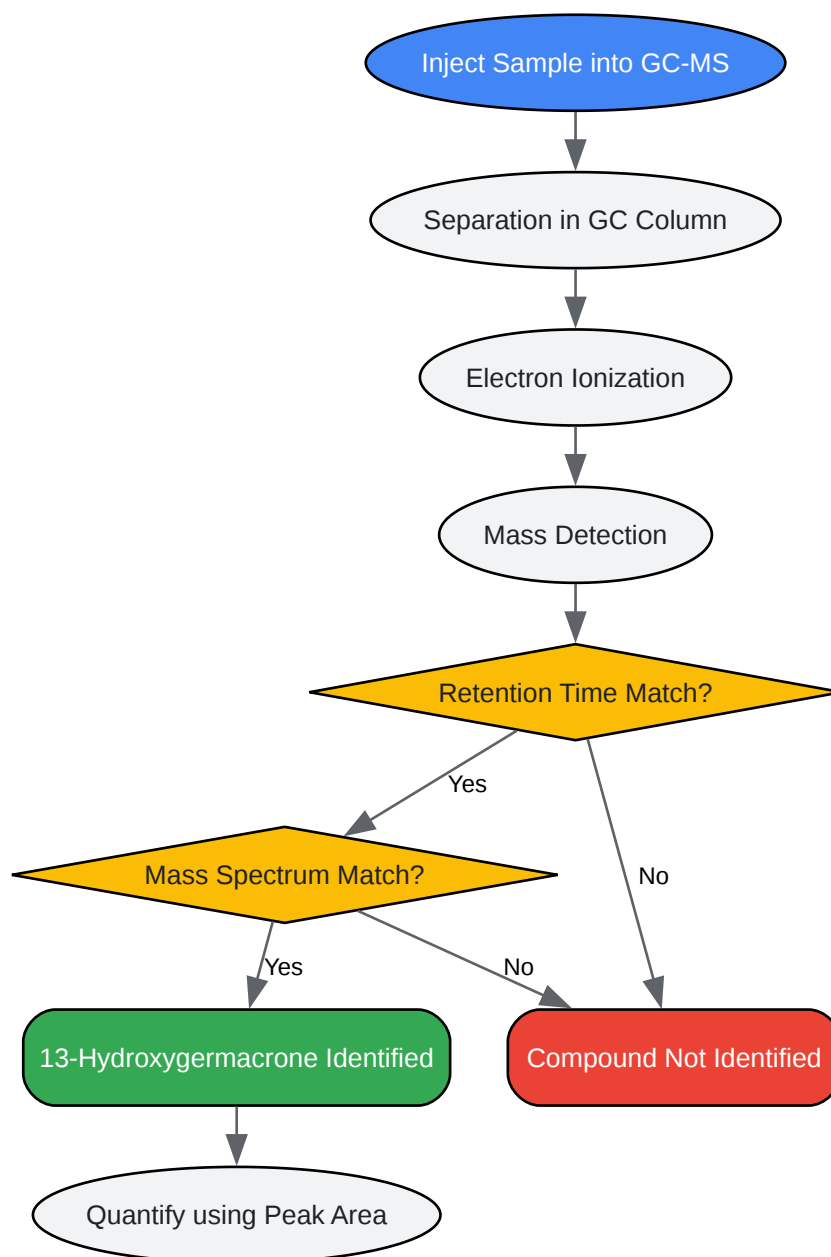 Inject Sample into GC-MS
Separation in GC Column
Electron Ionization
Mass Detection
Retention Time Match?
Yes
Mass Spectrum Match?
No
Yes
No
13-Hydroxygermacrone Identified
Compound Not Identified
Quantify using Peak Area